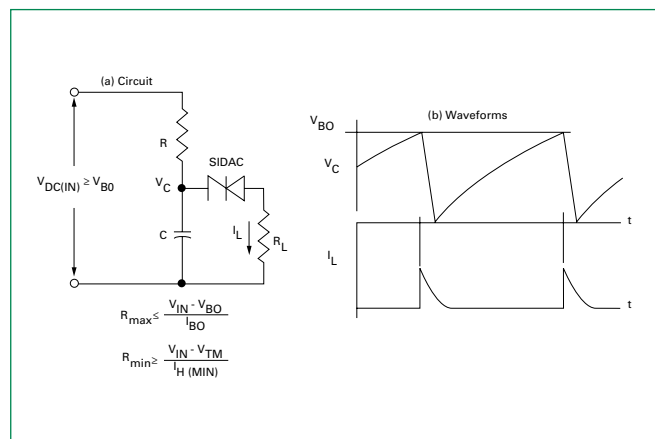 (a) Circuit
R
SIDAC
V_DC(IN) ≥ V_B0
V_C
C
I_L
R_L
R_max ≤ V_IN - V_BO / I_BO
R_min ≥ V_IN - V_TM / I_H (MIN)
(b) Waveforms
V_BO
V_C
t
I_L
t